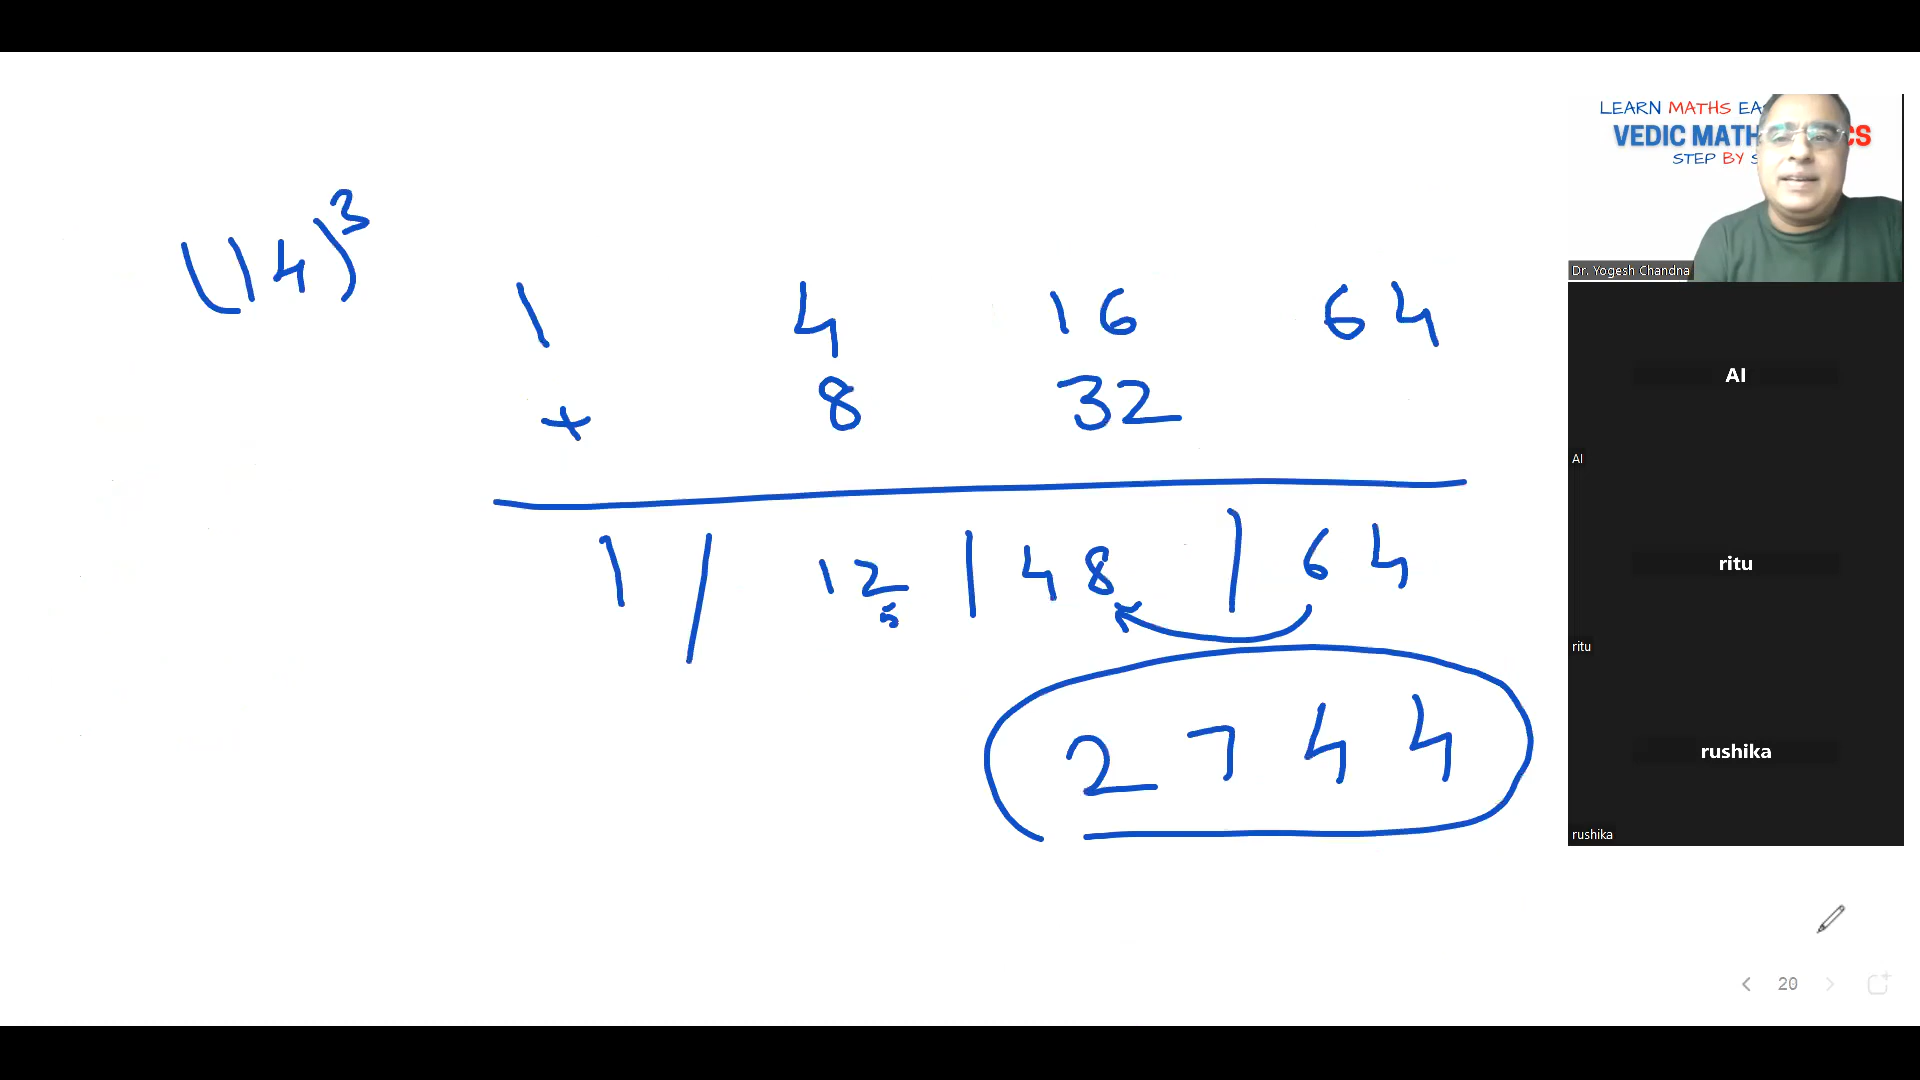 LEARN MATHS EA
VEDIC MATH CS
STEP BY S
(14)³
1 4 16 64
+ 8 32
1 / 12 | 48 | 64
5
2744
Dr. Yogesh Chandna
AI
AI
ritu
ritu
rushika
rushika
20